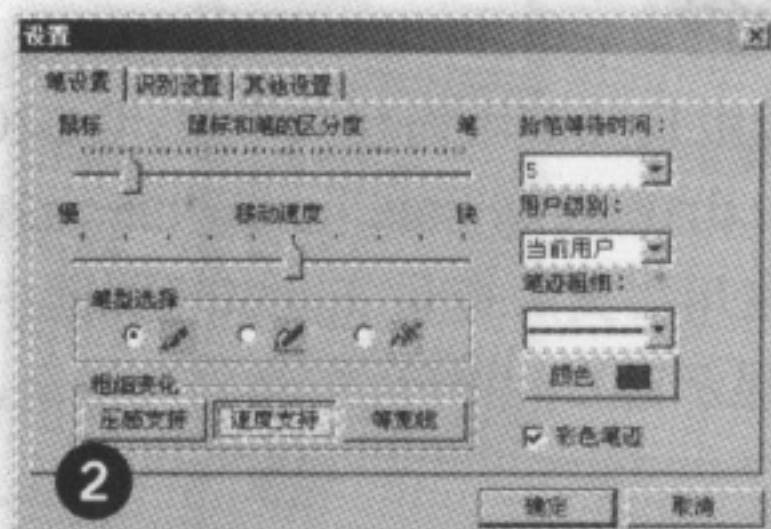 设置
笔设置 识别设置 其他设置
鼠标 鼠标和笔的区分度 笔
抬笔等待时间：
5
用户级别：
慢 移动速度 快
当前用户
笔迹粗细：
笔型选择
颜色
粗细变化
压感支持 速度支持 等宽线
彩色笔迹
2
确定 取消